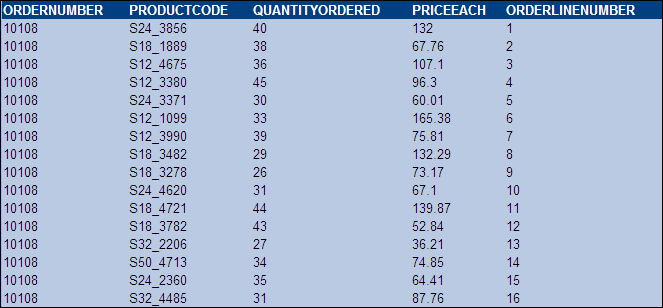 ORDERNUMBER PRODUCTCODE QUANTITYORDERED PRICEEACH ORDERLINENUMBER
10108 S24_3856 40 132 1
10108 S18_1889 38 67.76 2
10108 S12_4675 36 107.1 3
10108 S12_3380 45 96.3 4
10108 S24_3371 30 60.01 5
10108 S12_1099 33 165.38 6
10108 S12_3990 39 75.81 7
10108 S18_3482 29 132.29 8
10108 S18_3278 26 73.17 9
10108 S24_4620 31 67.1 10
10108 S18_4721 44 139.87 11
10108 S18_3782 43 52.84 12
10108 S32_2206 27 36.21 13
10108 S50_4713 34 74.85 14
10108 S24_2360 35 64.41 15
10108 S32_4485 31 87.76 16